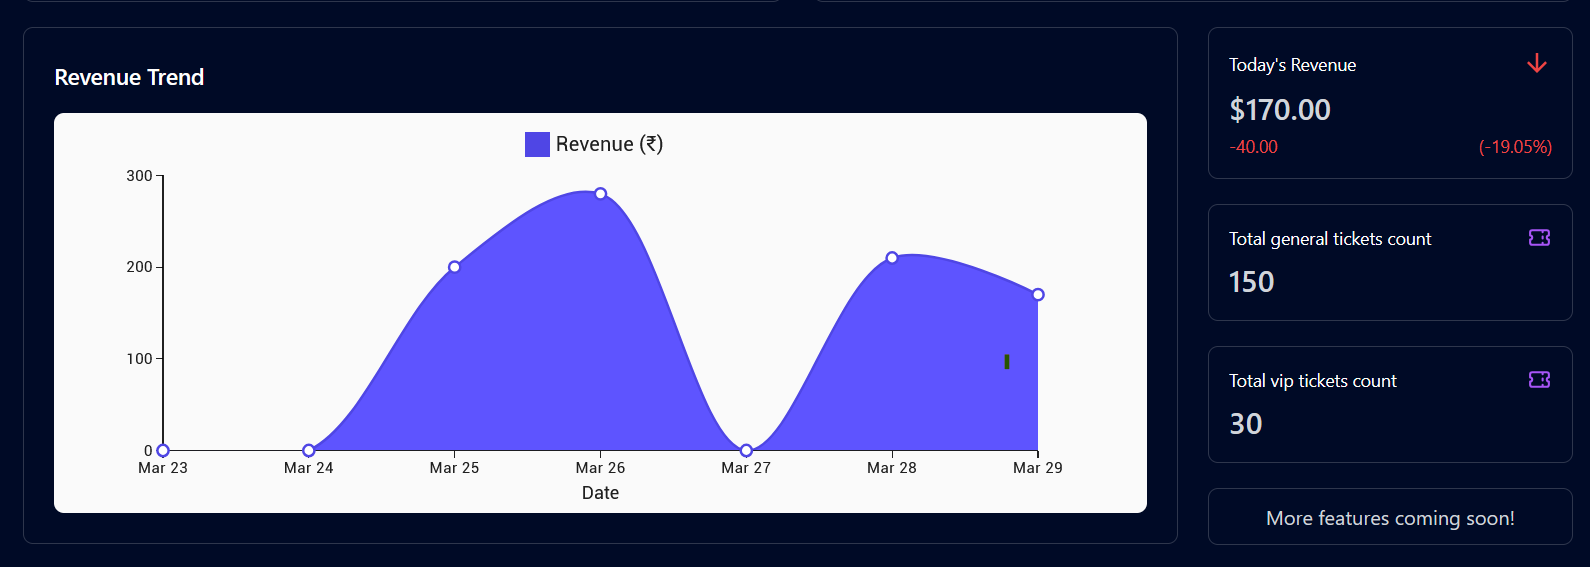 Revenue Trend
Revenue (₹)
300
200
100
0
Mar 23 Mar 24 Mar 25 Mar 26 Mar 27 Mar 28 Mar 29
Date
Today's Revenue
$170.00
-40.00 (-19.05%)
Total general tickets count
150
Total vip tickets count
30
More features coming soon!